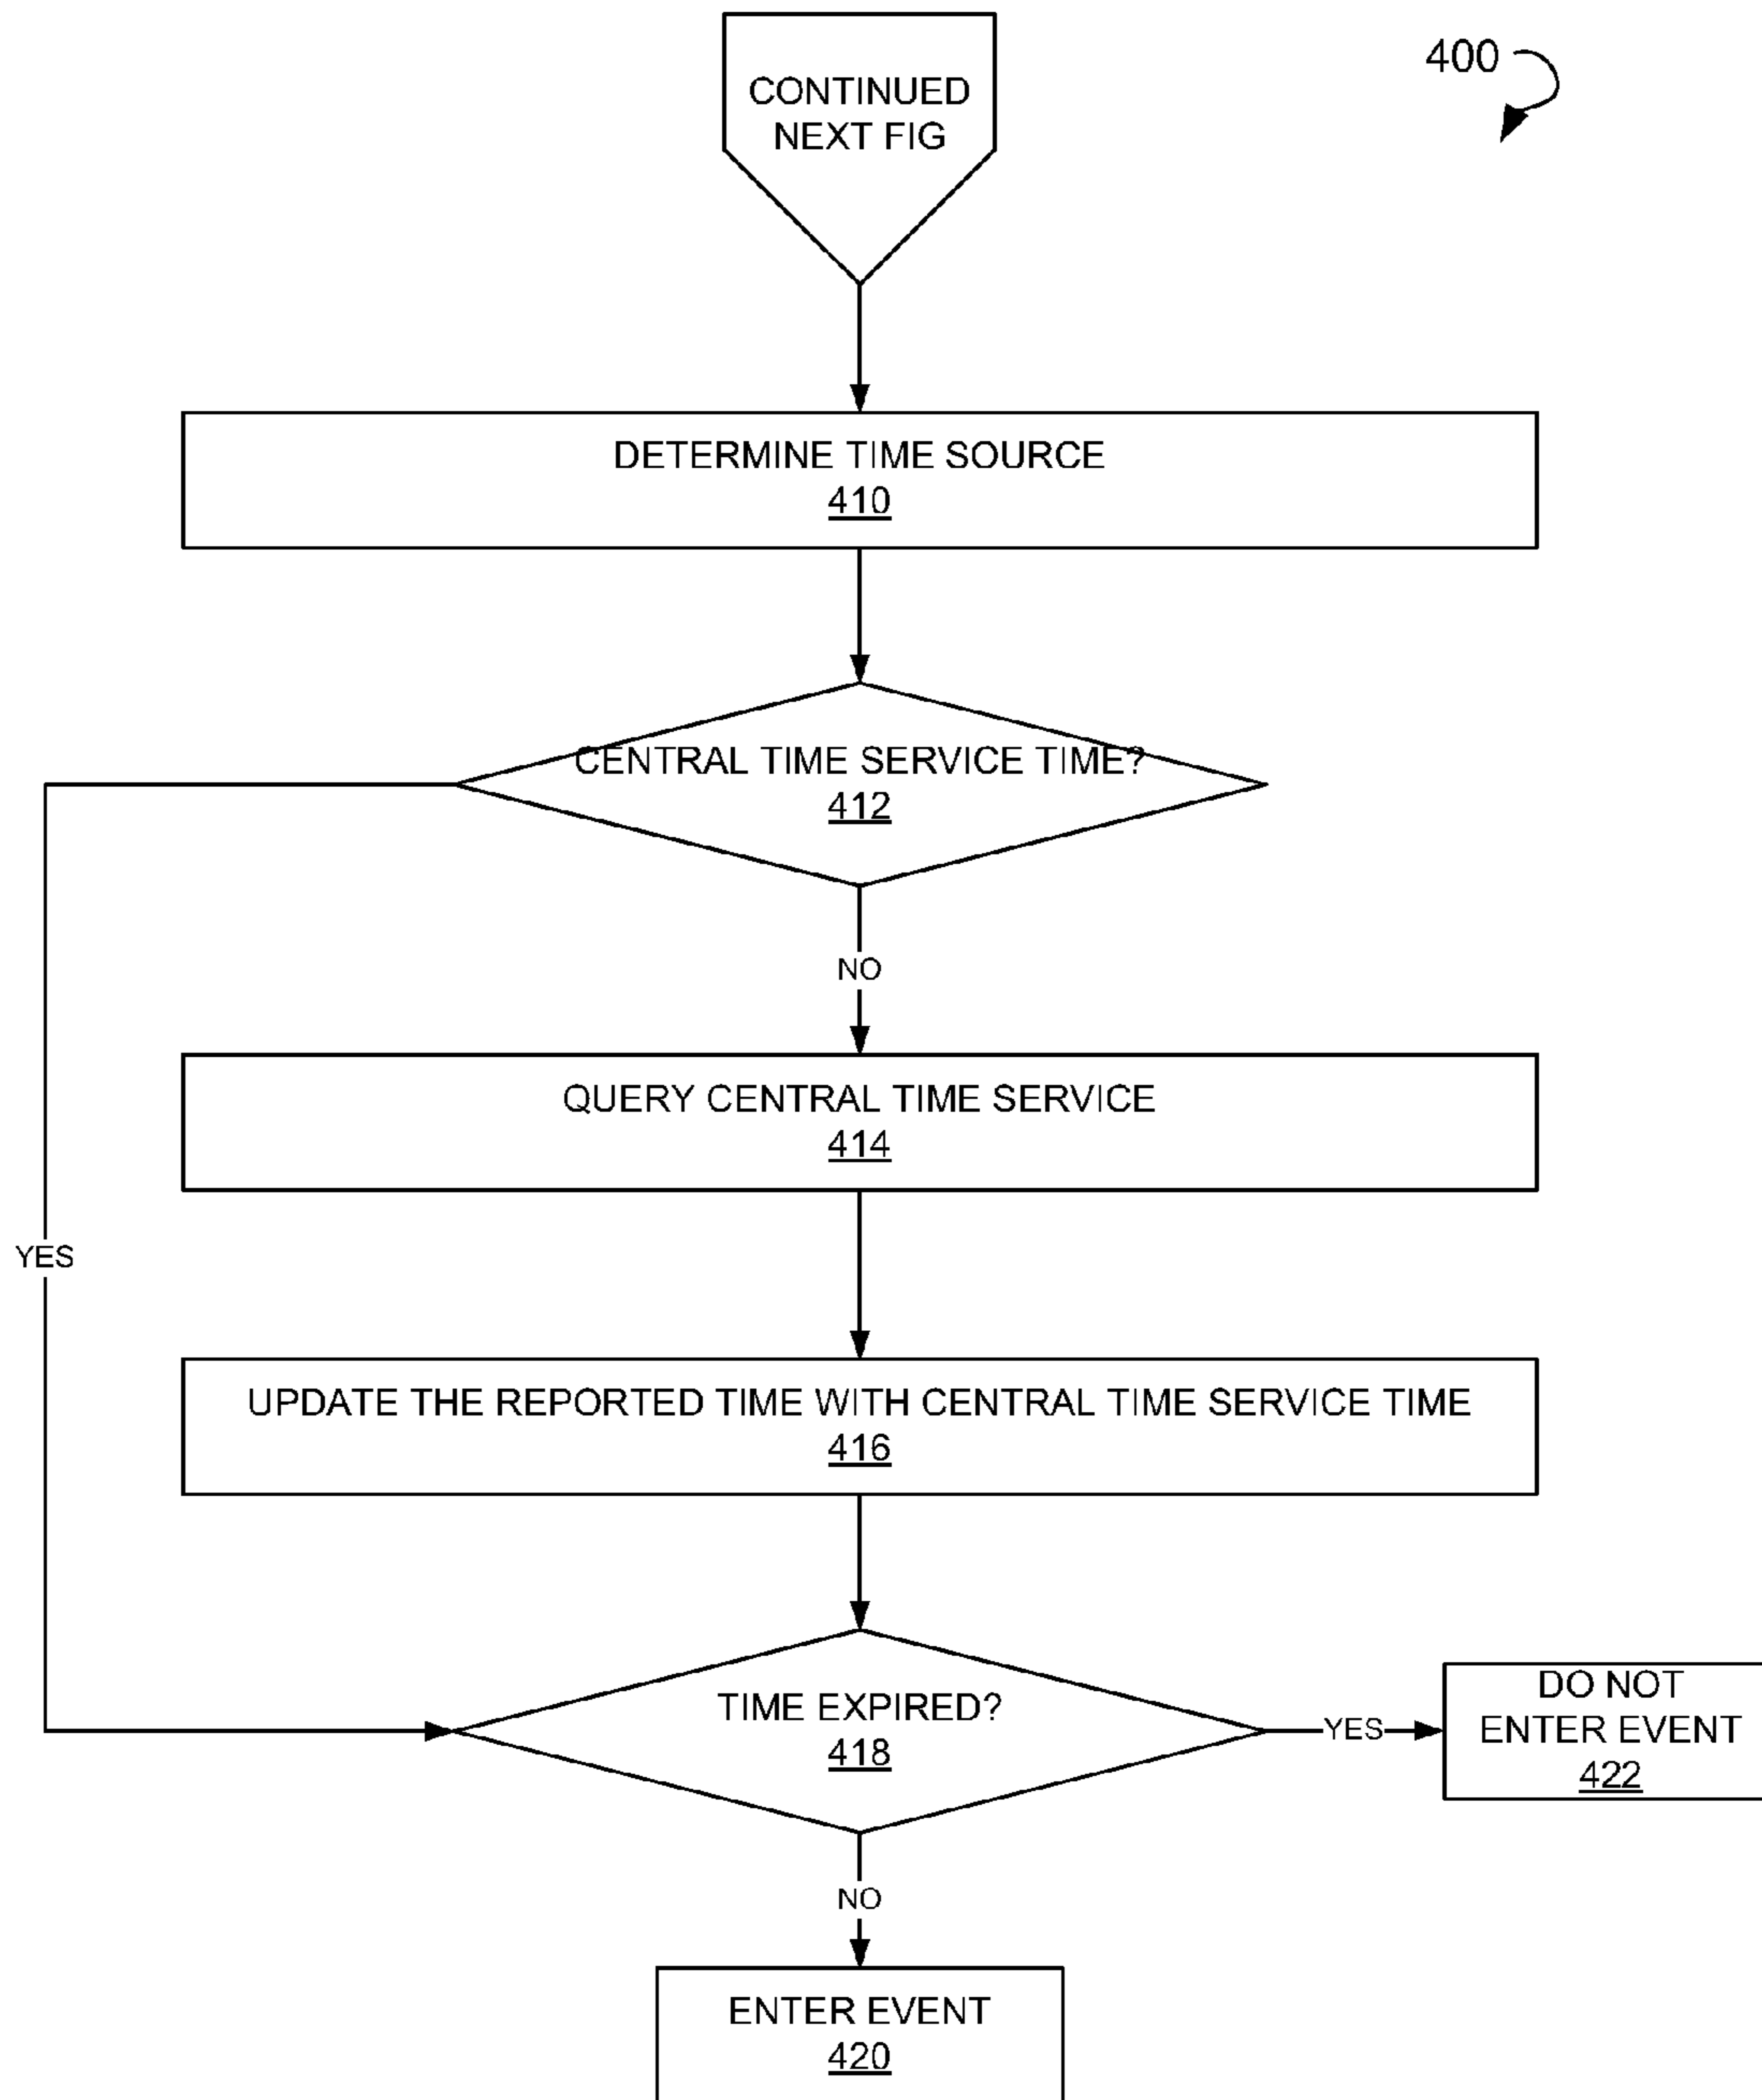 400
CONTINUED
NEXT FIG
DETERMINE TIME SOURCE
410
CENTRAL TIME SERVICE TIME?
412
NO
QUERY CENTRAL TIME SERVICE
414
YES
UPDATE THE REPORTED TIME WITH CENTRAL TIME SERVICE TIME
416
TIME EXPIRED?
418
YES
DO NOT
ENTER EVENT
422
NO
ENTER EVENT
420